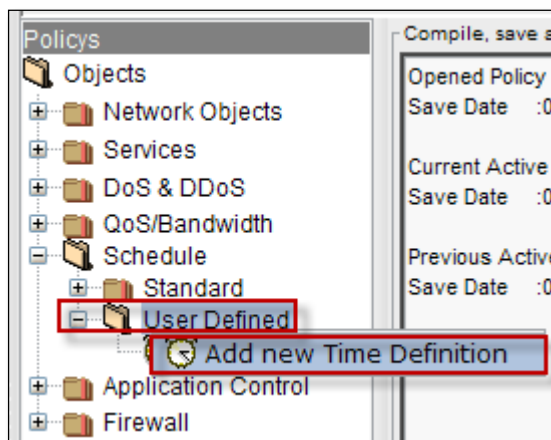 Policys
Objects
Network Objects
Services
DoS & DDoS
QoS/Bandwidth
Schedule
Standard
User Defined
Add new Time Definition
Application Control
Firewall
Compile, save a
Opened Policy
Save Date :0
Current Active
Save Date :0
Previous Active
Save Date :0